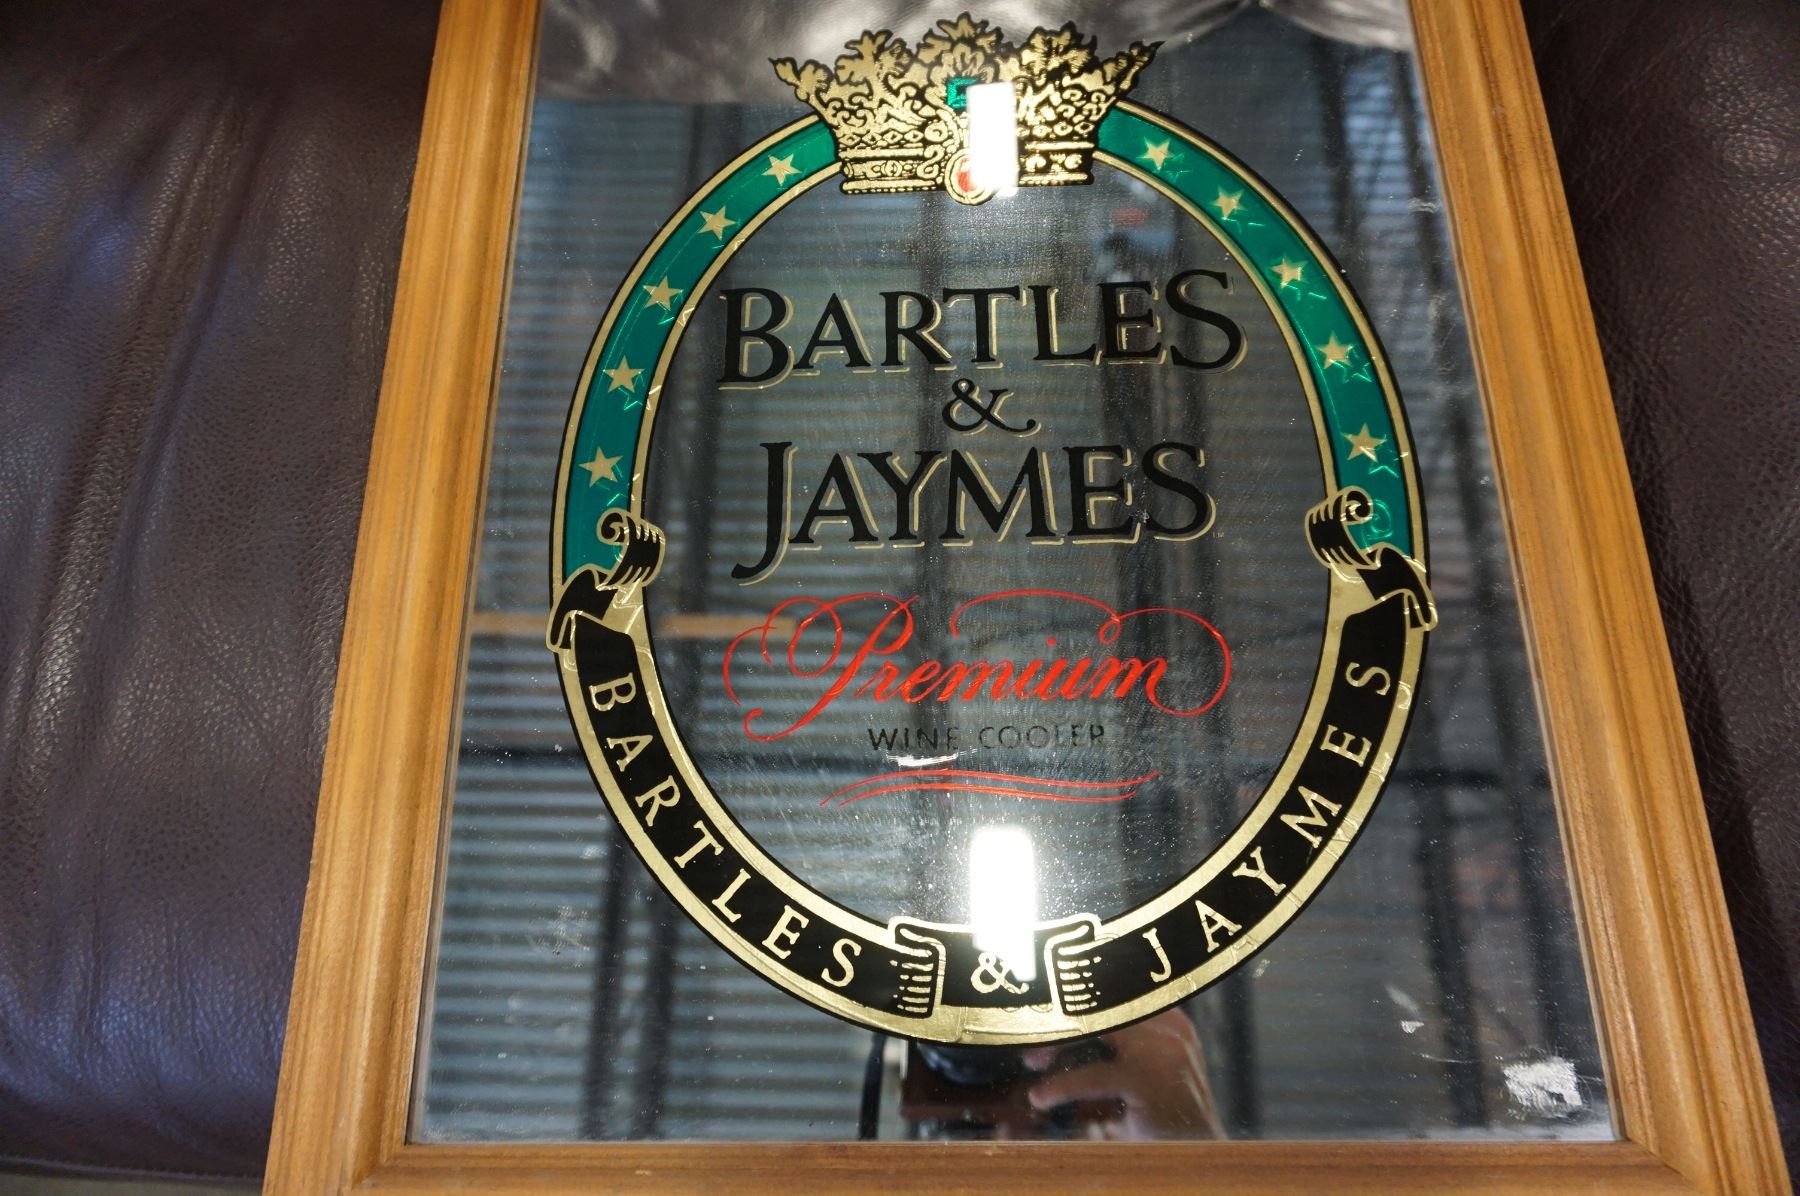 BARTLES
&
JAYMES
Premium
WINE COOLER
BARTLES & JAYMES